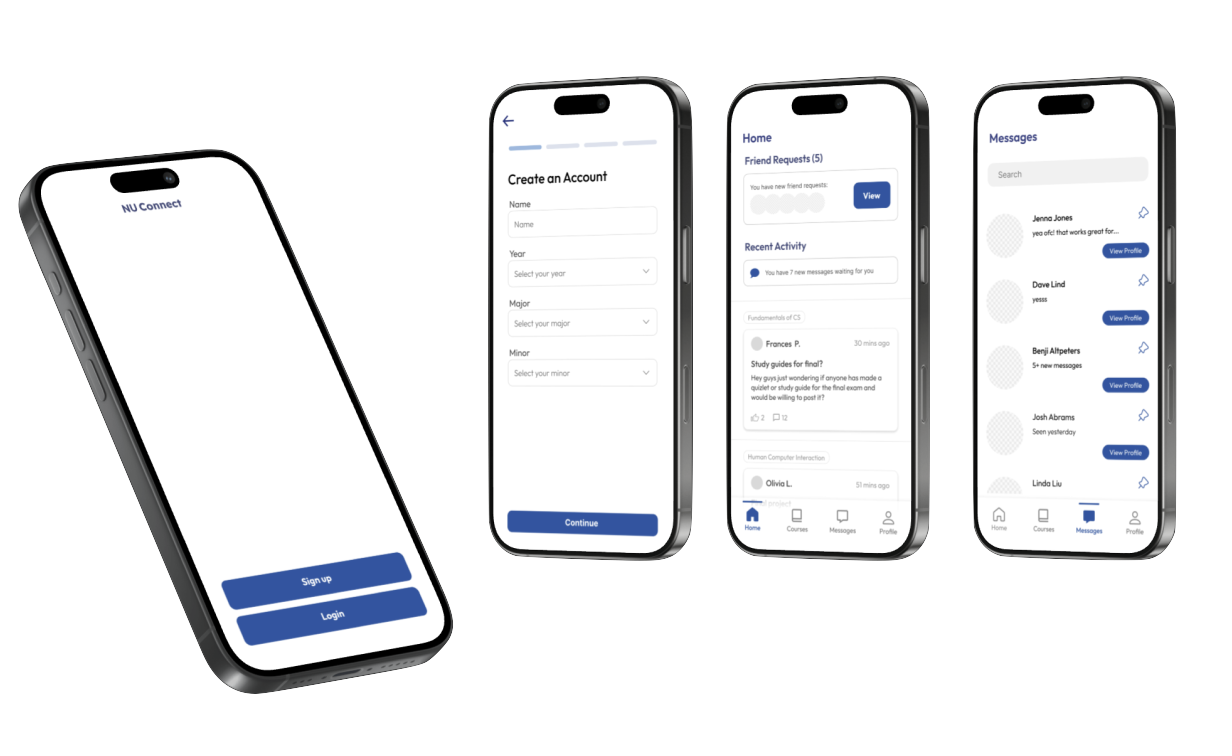 NU Connect
Sign up
Login
Create an Account
Name
Name
Year
Select your year
Major
Select your major
Minor
Select your minor
Continue
Home
Friend Requests (5)
You have new friend requests:
View
Recent Activity
You have 7 new messages waiting for you
Fundamentals of CS
Frances P.
30 mins ago
Study guides for final?
Hey guys just wondering if anyone has made a
quizlet or study guide for the final exam and
would be willing to post it?
2
12
Human Computer Interaction
Olivia L.
51 mins ago
Home
Courses
Messages
Profile
Messages
Search
Jenna Jones
yea ofc! that works great for...
View Profile
Dave Lind
yesss
View Profile
Benji Altpeters
5+ new messages
View Profile
Josh Abrams
Seen yesterday
View Profile
Linda Liu
Home
Courses
Messages
Profile